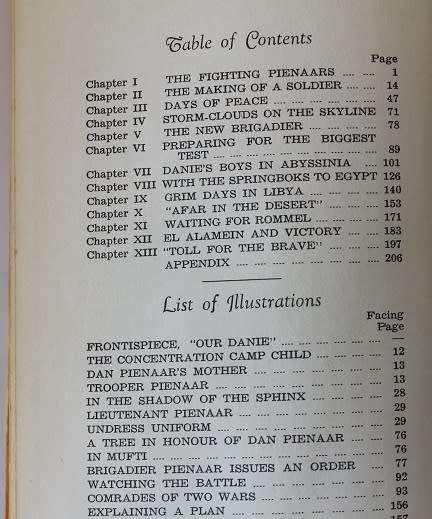 Table of Contents
Page
Chapter I THE FIGHTING PIENAARS .... .... 1
Chapter II THE MAKING OF A SOLDIER .... .... 14
Chapter III DAYS OF PEACE .... .... .... .... .... 47
Chapter IV STORM-CLOUDS ON THE SKYLINE 71
Chapter V THE NEW BRIGADIER .... .... .... 78
Chapter VI PREPARING FOR THE BIGGEST
TEST .... .... .... .... .... .... .... 89
Chapter VII DANIE'S BOYS IN ABYSSINIA .... 101
Chapter VIII WITH THE SPRINGBOKS TO EGYPT 126
Chapter IX GRIM DAYS IN LIBYA .... .... .... 140
Chapter X "AFAR IN THE DESERT" .... .... 153
Chapter XI WAITING FOR ROMMEL .... .... .... 171
Chapter XII EL ALAMEIN AND VICTORY .... .... 183
Chapter XIII "TOLL FOR THE BRAVE" .... .... 197
APPENDIX .... .... .... .... .... .... 206
List of Illustrations
Facing
Page
FRONTISPIECE, "OUR DANIE" .... .... .... .... .... —
THE CONCENTRATION CAMP CHILD .... .... .... 12
DAN PIENAAR'S MOTHER .... .... .... .... .... 13
TROOPER PIENAAR .... .... .... .... .... .... 13
IN THE SHADOW OF THE SPHINX .... .... .... 28
LIEUTENANT PIENAAR .... .... .... .... .... 29
UNDRESS UNIFORM .... .... .... .... .... .... 29
A TREE IN HONOUR OF DAN PIENAAR .... .... 76
IN MUFTI .... .... .... .... .... .... .... .... 76
BRIGADIER PIENAAR ISSUES AN ORDER .... 77
WATCHING THE BATTLE .... .... .... .... .... 92
COMRADES OF TWO WARS .... .... .... .... 93
EXPLAINING A PLAN .... .... .... .... .... 156
157